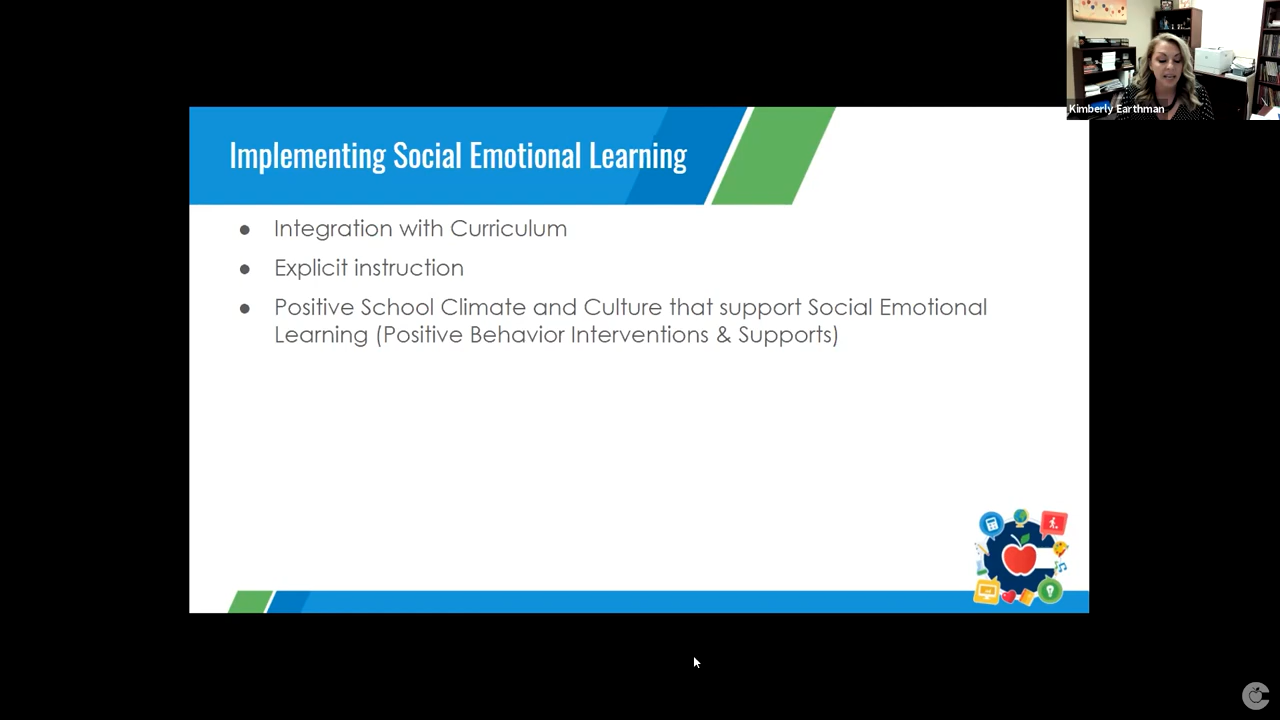 Kimberly Earthman
Implementing Social Emotional Learning
● Integration with Curriculum
● Explicit instruction
● Positive School Climate and Culture that support Social Emotional
Learning (Positive Behavior Interventions & Supports)